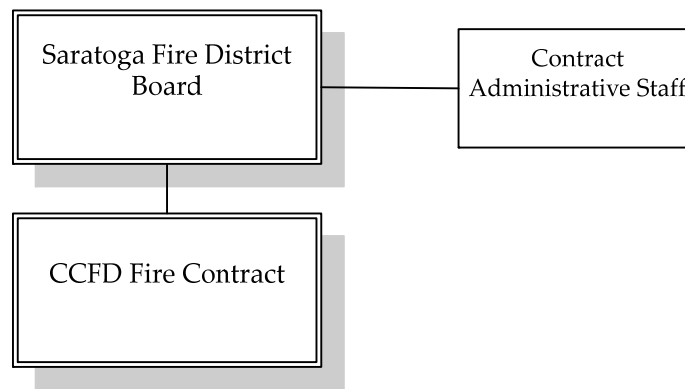 Saratoga Fire District
Board
Contract
Administrative Staff
CCFD Fire Contract